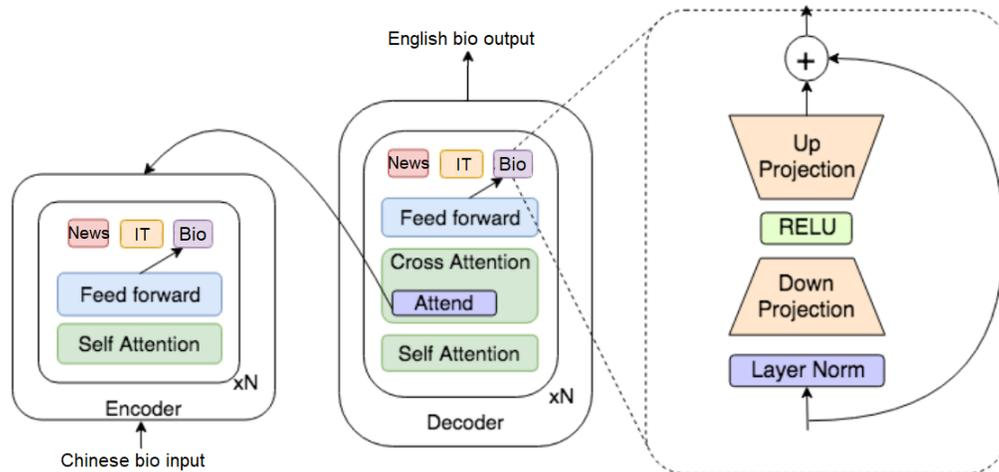 English bio output
News
IT
Bio
Feed forward
Cross Attention
Attend
Self Attention
xN
Decoder
News
IT
Bio
Feed forward
Self Attention
xN
Encoder
Chinese bio input
+
Up
Projection
RELU
Down
Projection
Layer Norm